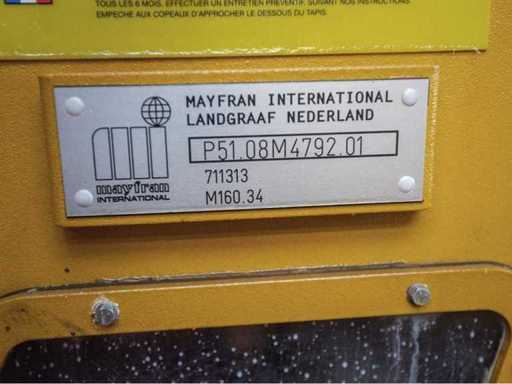 TOUS LES 6 MOIS, EFFECTUER UN ENTRETIEN PREVENTIF, SUIVANT NOS INSTRUCTIONS.
EMPECHE AUX COPEAUX D'APPROCHER LE DESSOUS DU TAPIS.
MAYFRAN INTERNATIONAL
LANDGRAAF NEDERLAND
P51.08M4792.01
711313
M160.34
mayfran
INTERNATIONAL